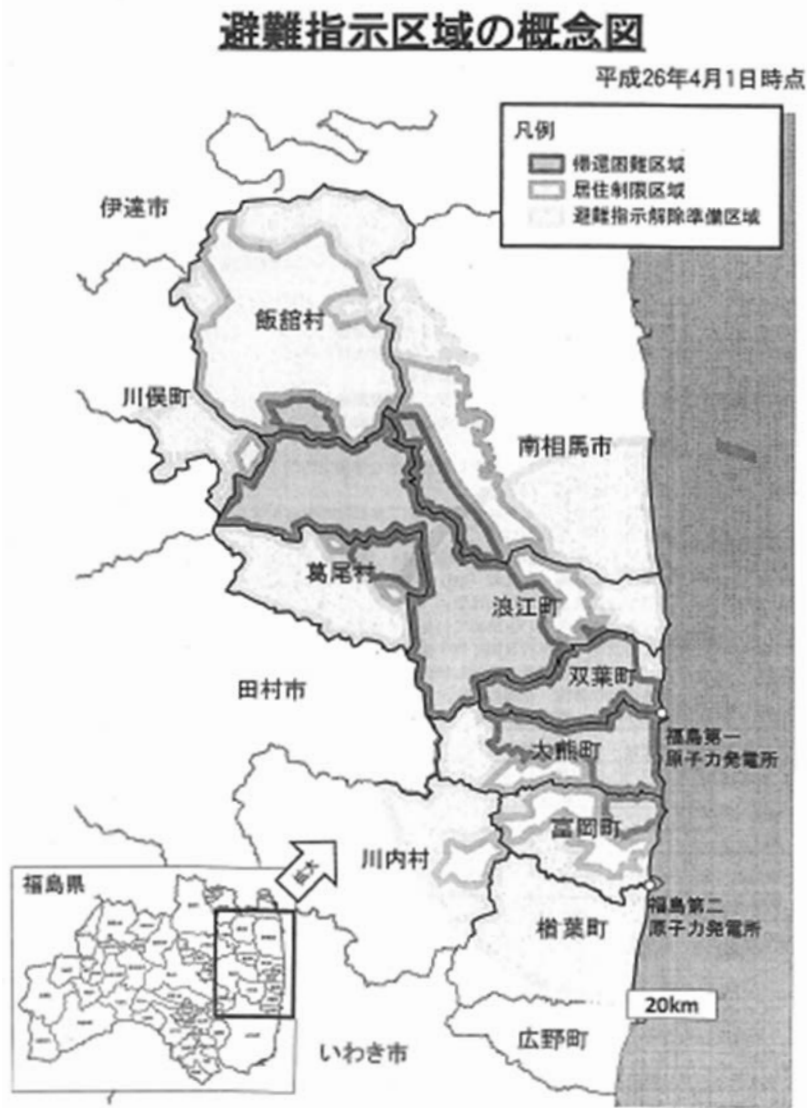 避難指示区域の概念図
平成26年4月1日時点
凡例
帰還困難区域
居住制限区域
避難指示解除準備区域
伊達市
飯舘村
川俣町
南相馬市
葛尾村
浪江町
田村市
双葉町
福島第一
原子力発電所
大熊町
富岡町
川内村
拡大
福島県
福島第二
原子力発電所
楢葉町
20km
広野町
いわき市